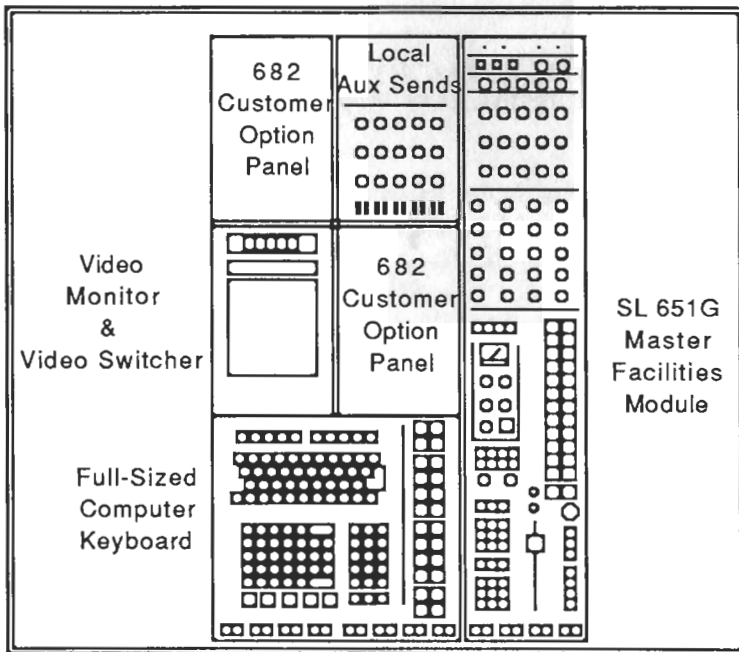 682
Customer
Option
Panel
Local
Aux Sends
Video
Monitor
&
Video Switcher
682
Customer
Option
Panel
SL 651G
Master
Facilities
Module
Full-Sized
Computer
Keyboard